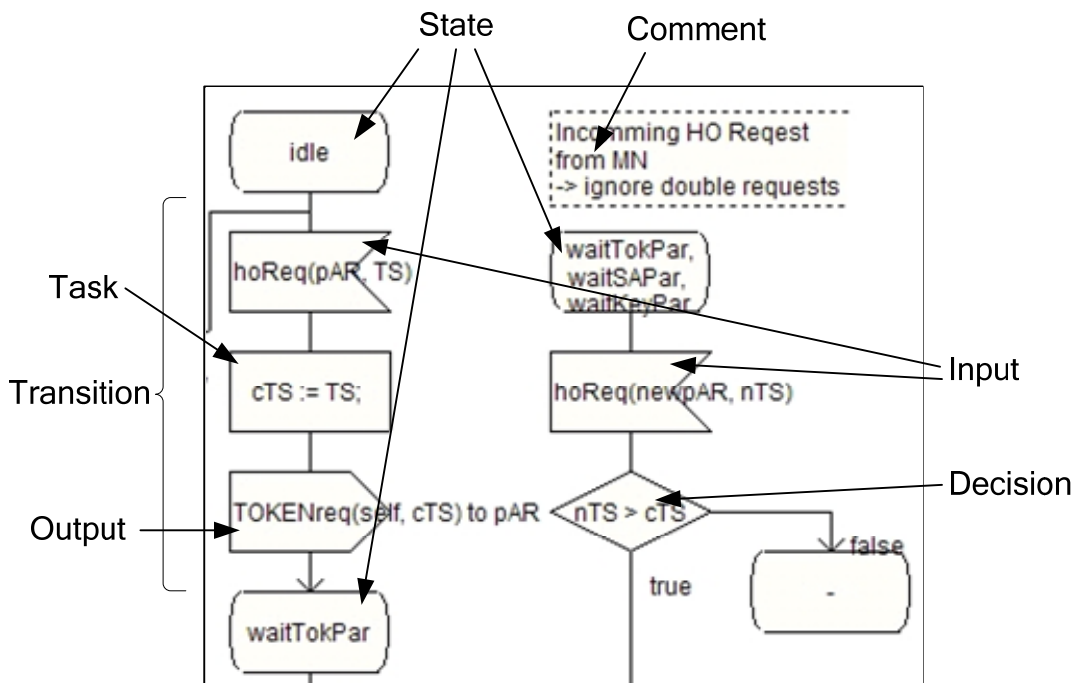 State
Comment
idle
Incomming HO Reqest
from MN
-> ignore double requests
hoReq(pAR, TS)
waitTokPar,
waitSAPar,
waitKeyPar
Task
cTS := TS;
hoReq(newpAR, nTS)
Input
Transition
TOKENreq(self, cTS) to pAR
nTS > cTS
Decision
Output
false
true
-
waitTokPar